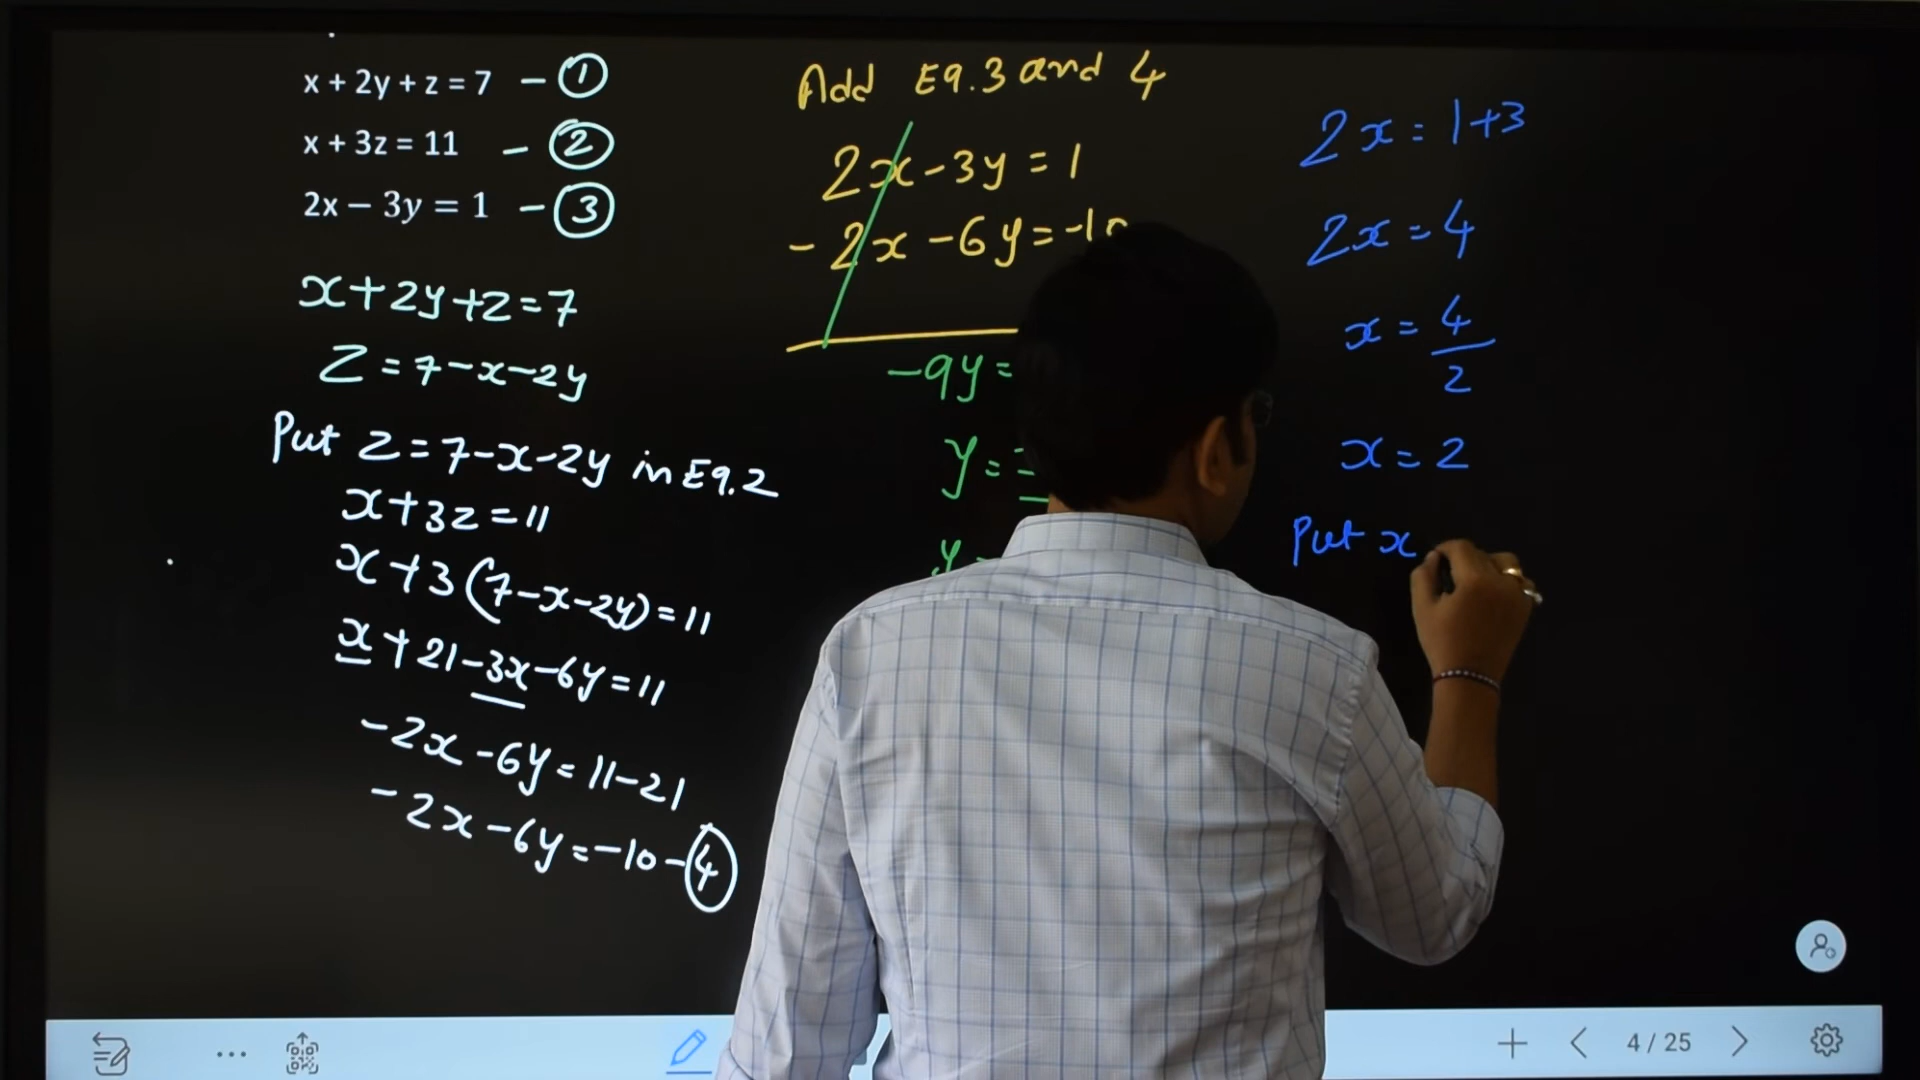 x + 2y + z = 7 – ①
x + 3z = 11 – ②
2x – 3y = 1 – ③
x+2y+z=7
z=7-x-2y
Put z=7-x-2y in Eq.2
x+3z=11
x+3(7-x-2y)=11
x+21-3x-6y=11
-2x-6y=11-21
-2x-6y=-10-④
Add Eq.3 and 4
2x-3y=1
-2x-6y=-10
-9y=
y=
y=
2x=1+3
2x=4
x=4/2
x=2
Put x
4 / 25